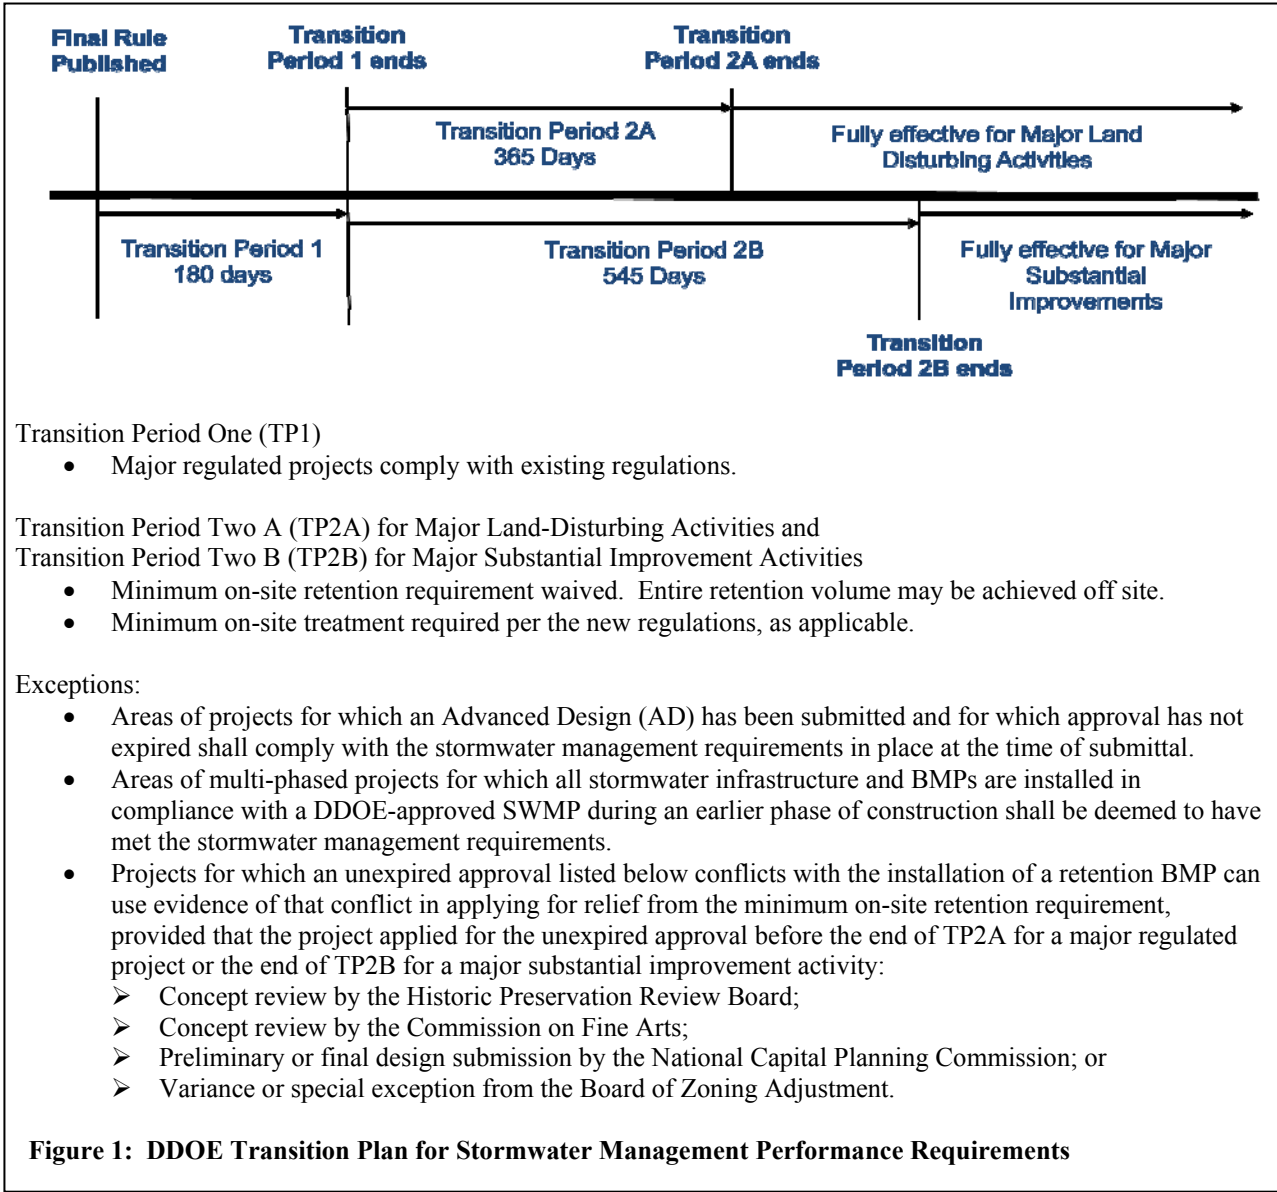 Final Rule
Published
Transition
Period 1 ends
Transition
Period 2A ends
Transition Period 2A
365 Days
Fully effective for Major Land
Disturbing Activities
Transition Period 1
180 days
Transition Period 2B
545 Days
Fully effective for Major
Substantial
Improvements
Transition
Period 2B ends
Transition Period One (TP1)
• Major regulated projects comply with existing regulations.
Transition Period Two A (TP2A) for Major Land-Disturbing Activities and
Transition Period Two B (TP2B) for Major Substantial Improvement Activities
• Minimum on-site retention requirement waived. Entire retention volume may be achieved off site.
• Minimum on-site treatment required per the new regulations, as applicable.
Exceptions:
• Areas of projects for which an Advanced Design (AD) has been submitted and for which approval has not
expired shall comply with the stormwater management requirements in place at the time of submittal.
• Areas of multi-phased projects for which all stormwater infrastructure and BMPs are installed in
compliance with a DDOE-approved SWMP during an earlier phase of construction shall be deemed to have
met the stormwater management requirements.
• Projects for which an unexpired approval listed below conflicts with the installation of a retention BMP can
use evidence of that conflict in applying for relief from the minimum on-site retention requirement,
provided that the project applied for the unexpired approval before the end of TP2A for a major regulated
project or the end of TP2B for a major substantial improvement activity:
➢ Concept review by the Historic Preservation Review Board;
➢ Concept review by the Commission on Fine Arts;
➢ Preliminary or final design submission by the National Capital Planning Commission; or
➢ Variance or special exception from the Board of Zoning Adjustment.
Figure 1: DDOE Transition Plan for Stormwater Management Performance Requirements